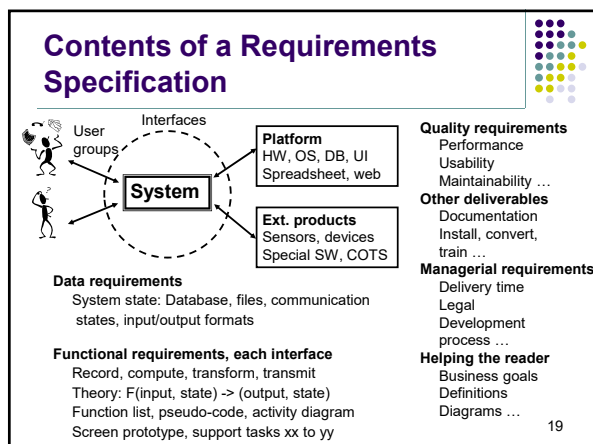 Contents of a Requirements
Specification
User
groups
Interfaces
System
Platform
HW, OS, DB, UI
Spreadsheet, web
Ext. products
Sensors, devices
Special SW, COTS
Data requirements
System state: Database, files, communication
states, input/output formats
Functional requirements, each interface
Record, compute, transform, transmit
Theory: F(input, state) -> (output, state)
Function list, pseudo-code, activity diagram
Screen prototype, support tasks xx to yy
Quality requirements
Performance
Usability
Maintainability …
Other deliverables
Documentation
Install, convert,
train …
Managerial requirements
Delivery time
Legal
Development
process …
Helping the reader
Business goals
Definitions
Diagrams …
19